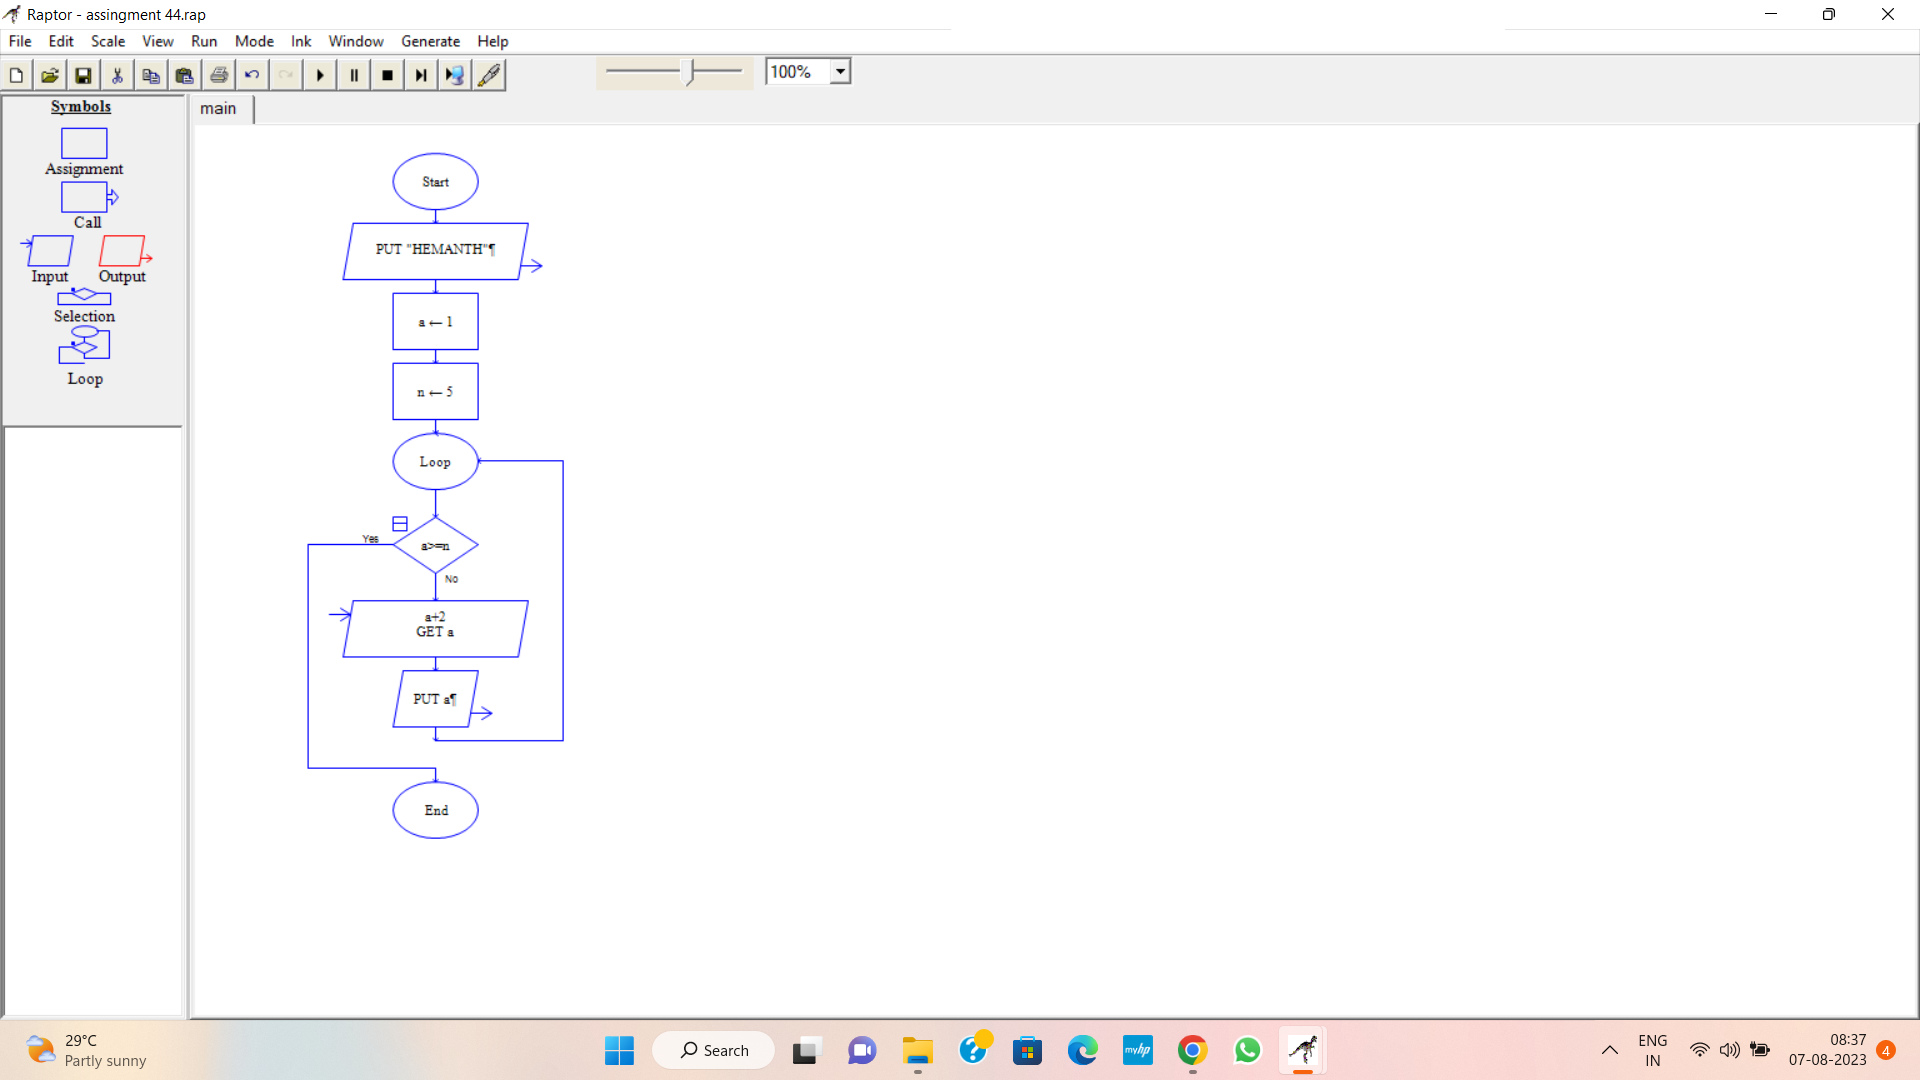 Raptor - assingment 44.rap
File Edit Scale View Run Mode Ink Window Generate Help
100%
Symbols
Assignment
Call
Input Output
Selection
Loop
main
Start
PUT "HEMANTH"¶
a ← 1
n ← 5
Loop
Yes
a>=n
No
a+2
GET a
PUT a¶
End
29°C
Partly sunny
Search
myhp
ENG
IN
08:37
07-08-2023
4